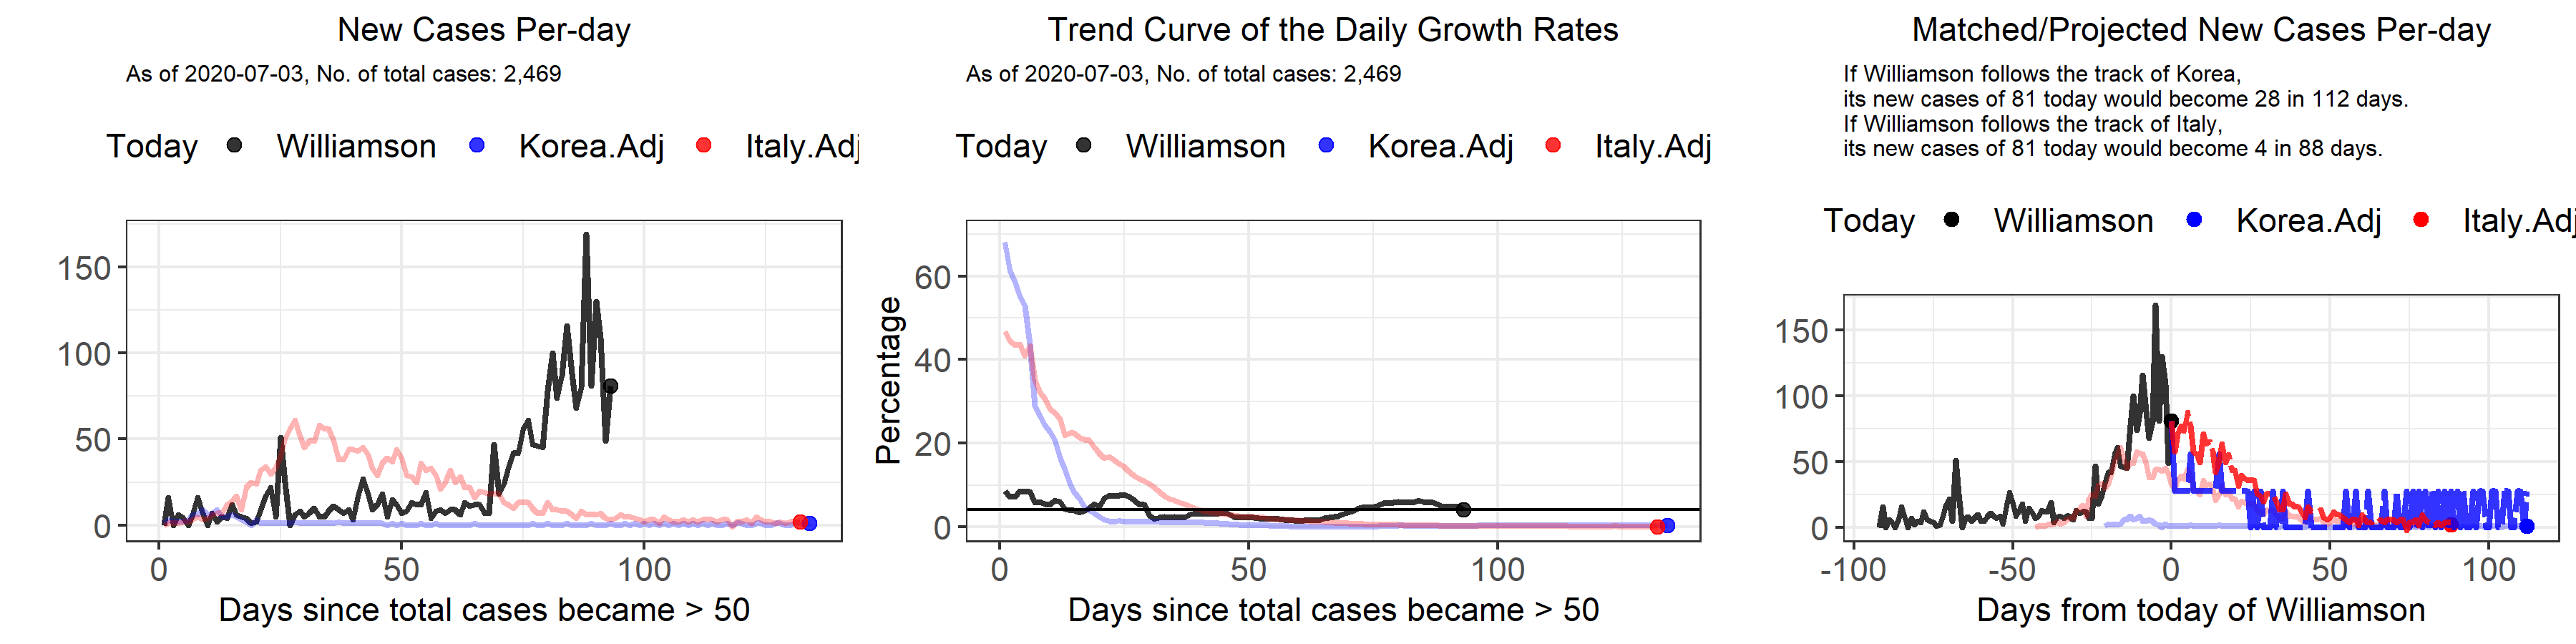 New Cases Per-day
As of 2020-07-03, No. of total cases: 2,469
Today Williamson Korea.Adj Italy.Adj
150
100
50
0
0 50 100
Days since total cases became > 50
Trend Curve of the Daily Growth Rates
As of 2020-07-03, No. of total cases: 2,469
Today Williamson Korea.Adj Italy.Adj
Percentage
60
40
20
0
0 50 100
Days since total cases became > 50
Matched/Projected New Cases Per-day
If Williamson follows the track of Korea,
its new cases of 81 today would become 28 in 112 days.
If Williamson follows the track of Italy,
its new cases of 81 today would become 4 in 88 days.
Today Williamson Korea.Adj Italy.Adj
150
100
50
0
-100 -50 0 50 100
Days from today of Williamson